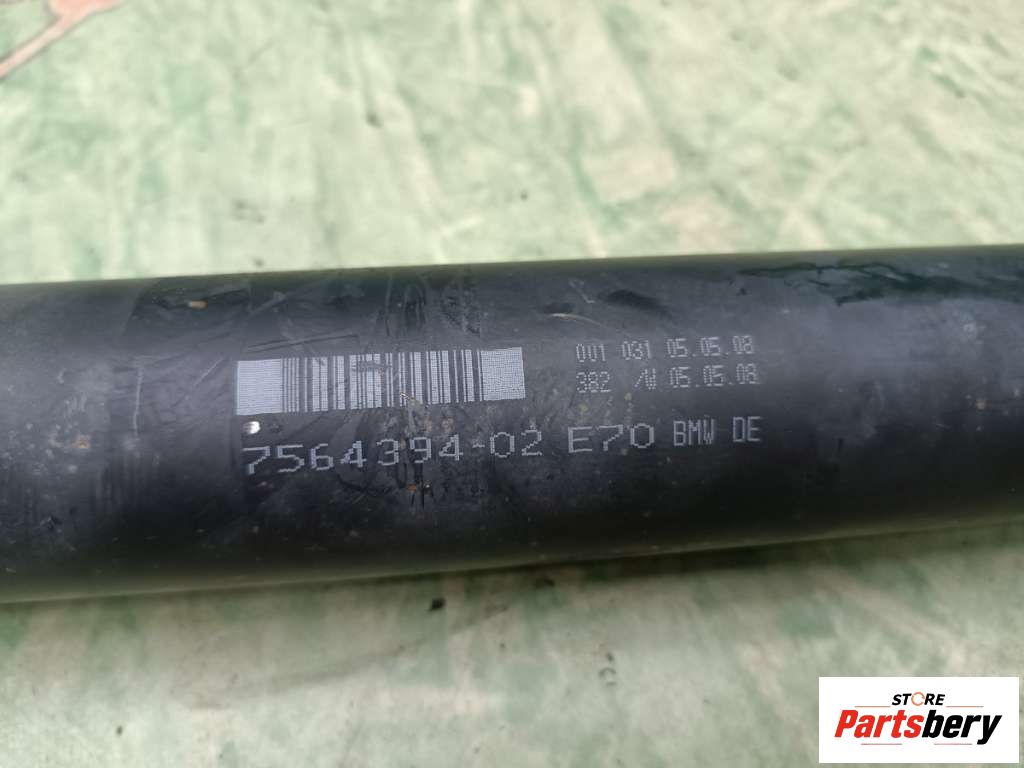 001 031 05.05.08
382 /W 05.05.08
7564394-02 E70 BMW DE
STORE
Partsbery